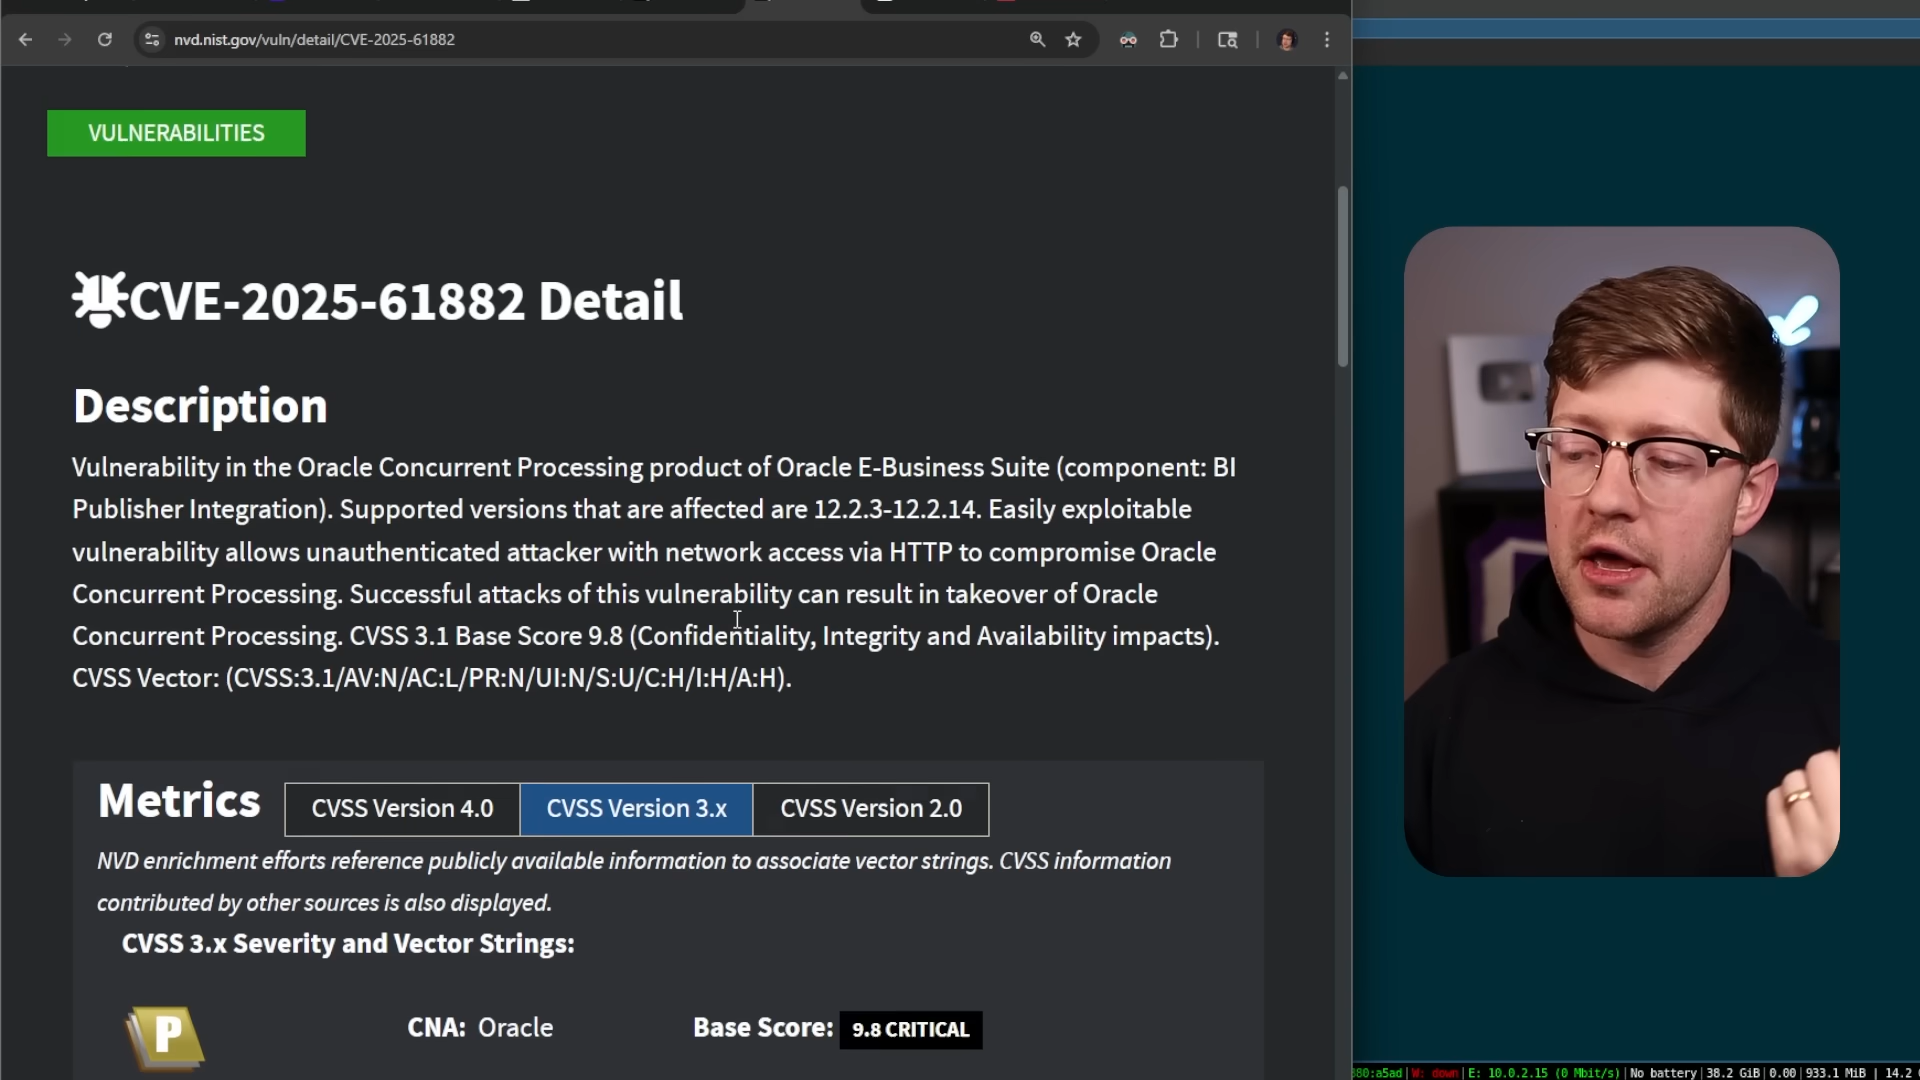 nvd.nist.gov/vuln/detail/CVE-2025-61882
VULNERABILITIES
CVE-2025-61882 Detail
Description
Vulnerability in the Oracle Concurrent Processing product of Oracle E-Business Suite (component: BI
Publisher Integration). Supported versions that are affected are 12.2.3-12.2.14. Easily exploitable
vulnerability allows unauthenticated attacker with network access via HTTP to compromise Oracle
Concurrent Processing. Successful attacks of this vulnerability can result in takeover of Oracle
Concurrent Processing. CVSS 3.1 Base Score 9.8 (Confidentiality, Integrity and Availability impacts).
CVSS Vector: (CVSS:3.1/AV:N/AC:L/PR:N/UI:N/S:U/C:H/I:H/A:H).
Metrics CVSS Version 4.0 CVSS Version 3.x CVSS Version 2.0
NVD enrichment efforts reference publicly available information to associate vector strings. CVSS information
contributed by other sources is also displayed.
CVSS 3.x Severity and Vector Strings:
P CNA: Oracle Base Score: 9.8 CRITICAL
80:a5ad|W: down|E: 10.0.2.15 (0 Mbit/s)|No battery|38.2 GiB|0.00|933.1 MiB | 14.2